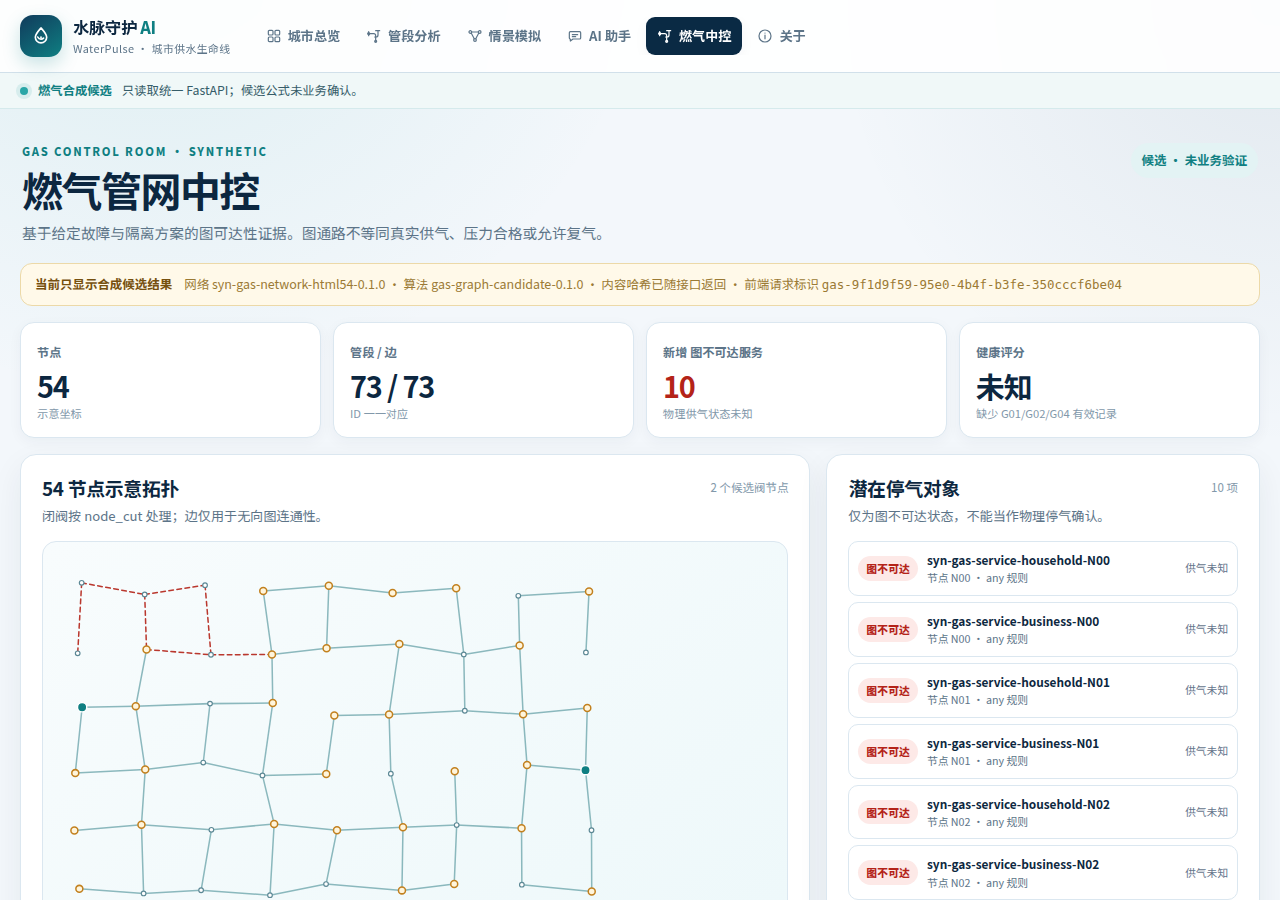 水脉守护 AI
WaterPulse · 城市供水生命线
城市总览
管段分析
情景模拟
AI 助手
燃气中控
关于
燃气合成候选 只读取统一 FastAPI；候选公式未业务确认。
GAS CONTROL ROOM · SYNTHETIC
候选 · 未业务验证
燃气管网中控
基于给定故障与隔离方案的图可达性证据。图通路不等同真实供气、压力合格或允许复气。
当前只显示合成候选结果 网络 syn-gas-network-html54-0.1.0 · 算法 gas-graph-candidate-0.1.0 · 内容哈希已随接口返回 · 前端请求标识 gas-9f1d9f59-95e0-4b4f-b3fe-350cccf6be04
节点
54
示意坐标
管段 / 边
73 / 73
ID 一一对应
新增 图不可达服务
10
物理供气状态未知
健康评分
未知
缺少 G01/G02/G04 有效记录
54 节点示意拓扑
2 个候选阀节点
闭阀按 node_cut 处理；边仅用于无向图连通性。
潜在停气对象
10 项
仅为图不可达状态，不能当作物理停气确认。
图不可达
syn-gas-service-household-N00
节点 N00 · any 规则
供气未知
图不可达
syn-gas-service-business-N00
节点 N00 · any 规则
供气未知
图不可达
syn-gas-service-household-N01
节点 N01 · any 规则
供气未知
图不可达
syn-gas-service-business-N01
节点 N01 · any 规则
供气未知
图不可达
syn-gas-service-household-N02
节点 N02 · any 规则
供气未知
图不可达
syn-gas-service-business-N02
节点 N02 · any 规则
供气未知